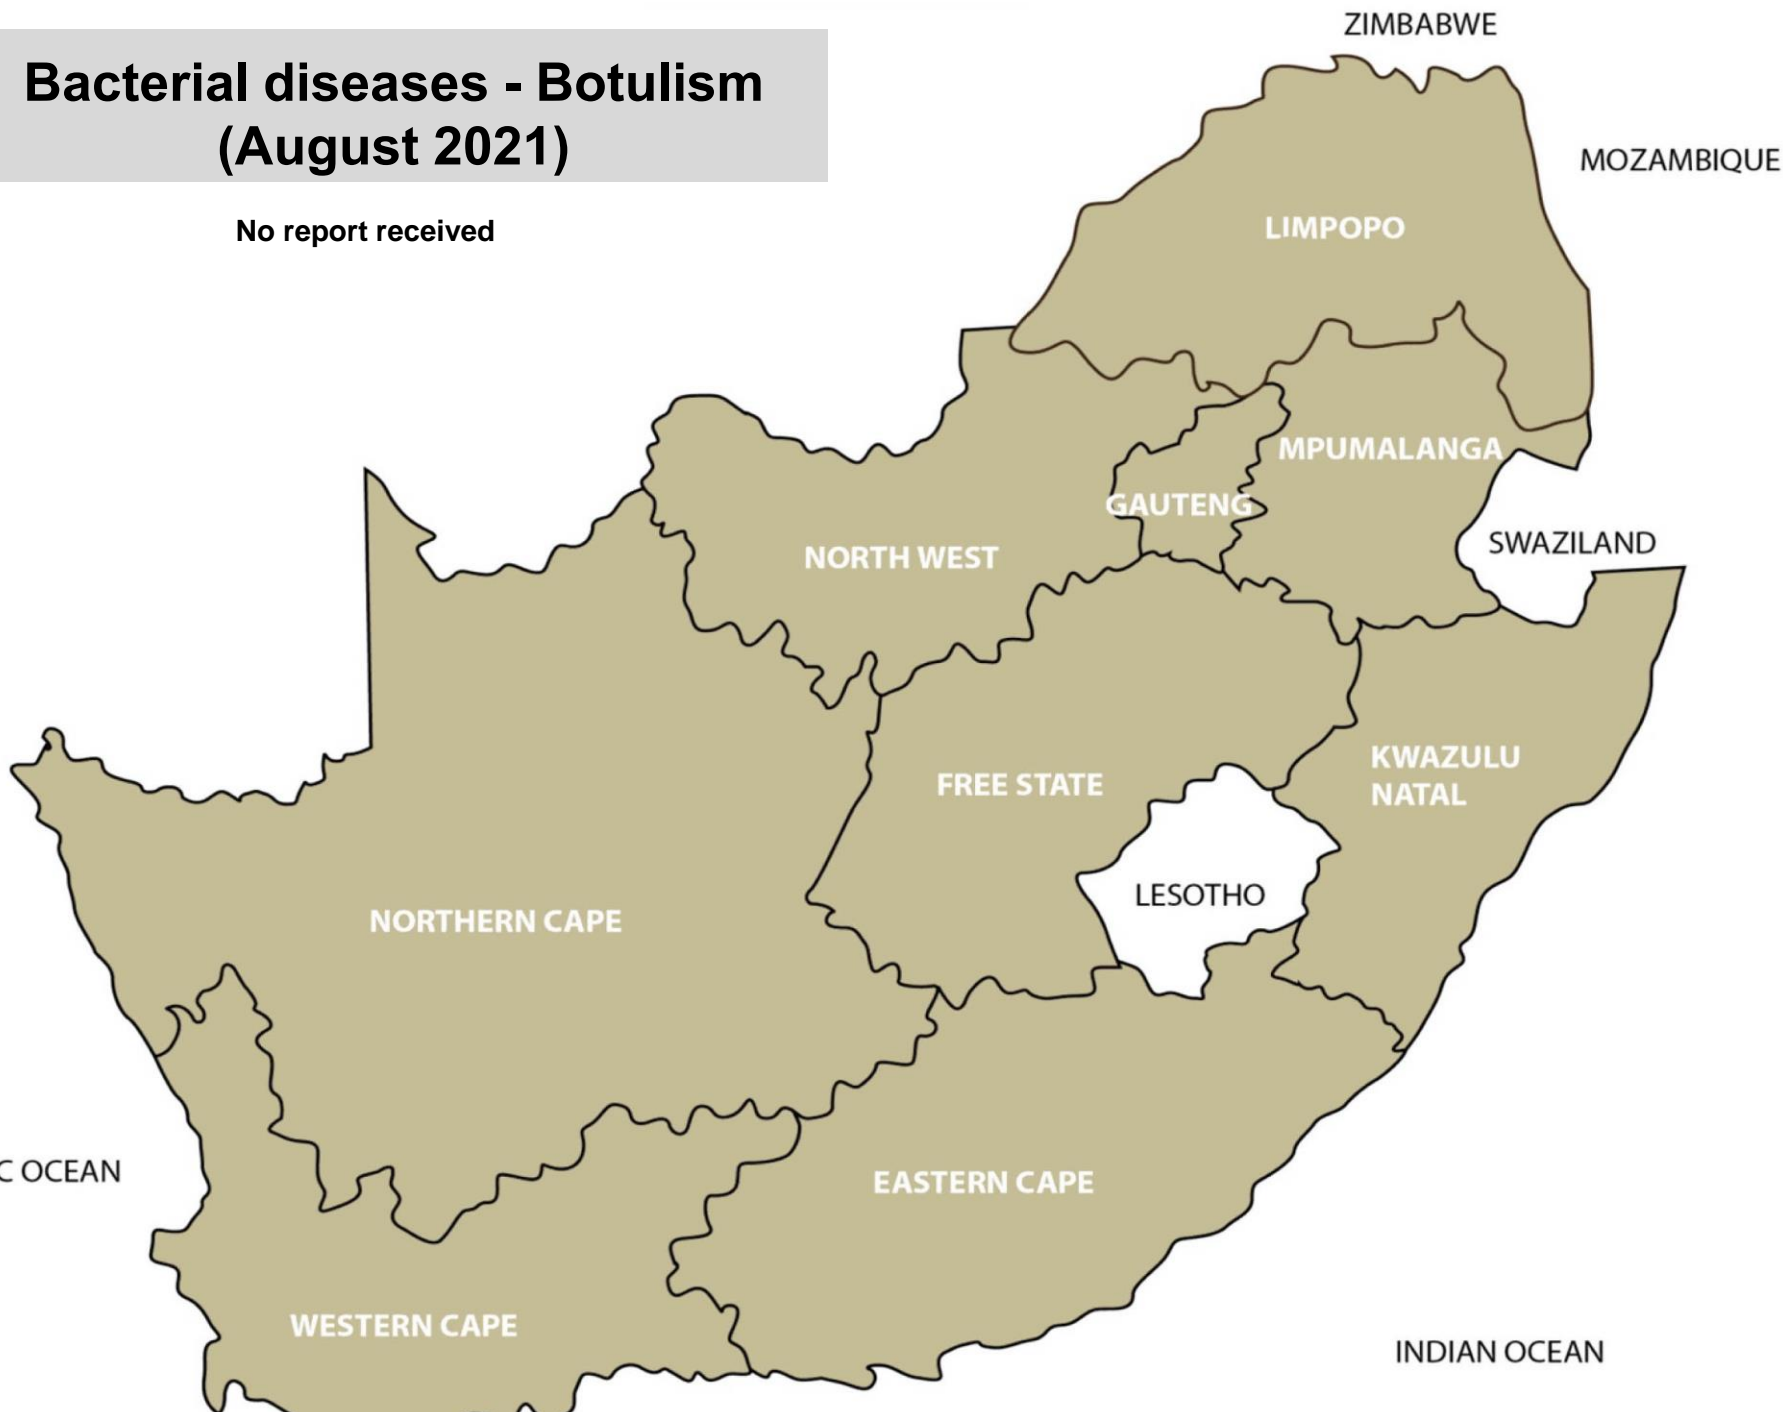 ZIMBABWE
Bacterial diseases - Botulism
(August 2021)
MOZAMBIQUE
No report received
LIMPOPO
MPUMALANGA
GAUTENG
SWAZILAND
NORTH WEST
KWAZULU
NATAL
FREE STATE
LESOTHO
NORTHERN CAPE
C OCEAN
EASTERN CAPE
WESTERN CAPE
INDIAN OCEAN